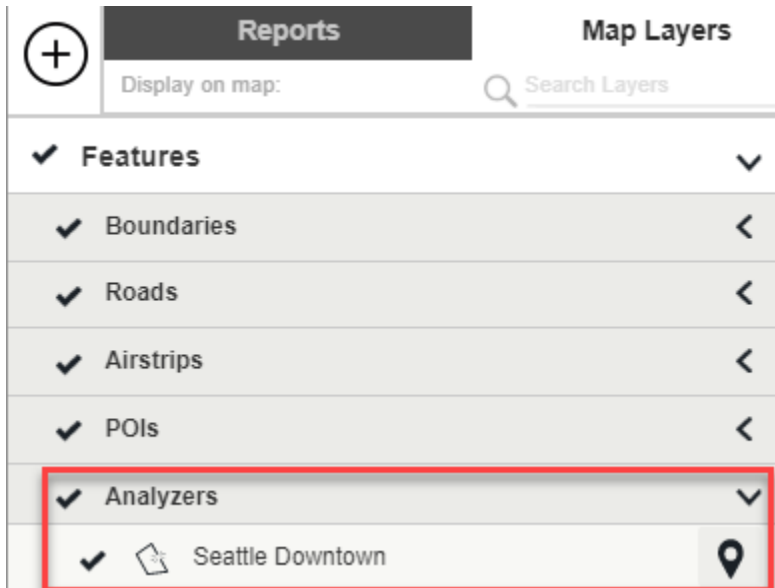 Reports
Map Layers
Display on map:
Search Layers
Features
Boundaries
Roads
Airstrips
POIs
Analyzers
Seattle Downtown